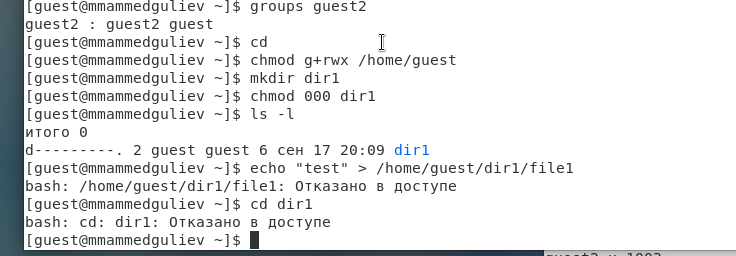 [guest@mmammedguliev ~]$ groups guest2
guest2 : guest2 guest
[guest@mmammedguliev ~]$ cd
[guest@mmammedguliev ~]$ chmod g+rwx /home/guest
[guest@mmammedguliev ~]$ mkdir dir1
[guest@mmammedguliev ~]$ chmod 000 dir1
[guest@mmammedguliev ~]$ ls -l
итого 0
d---------. 2 guest guest 6 сен 17 20:09 dir1
[guest@mmammedguliev ~]$ echo "test" > /home/guest/dir1/file1
bash: /home/guest/dir1/file1: Отказано в доступе
[guest@mmammedguliev ~]$ cd dir1
bash: cd: dir1: Отказано в доступе
[guest@mmammedguliev ~]$